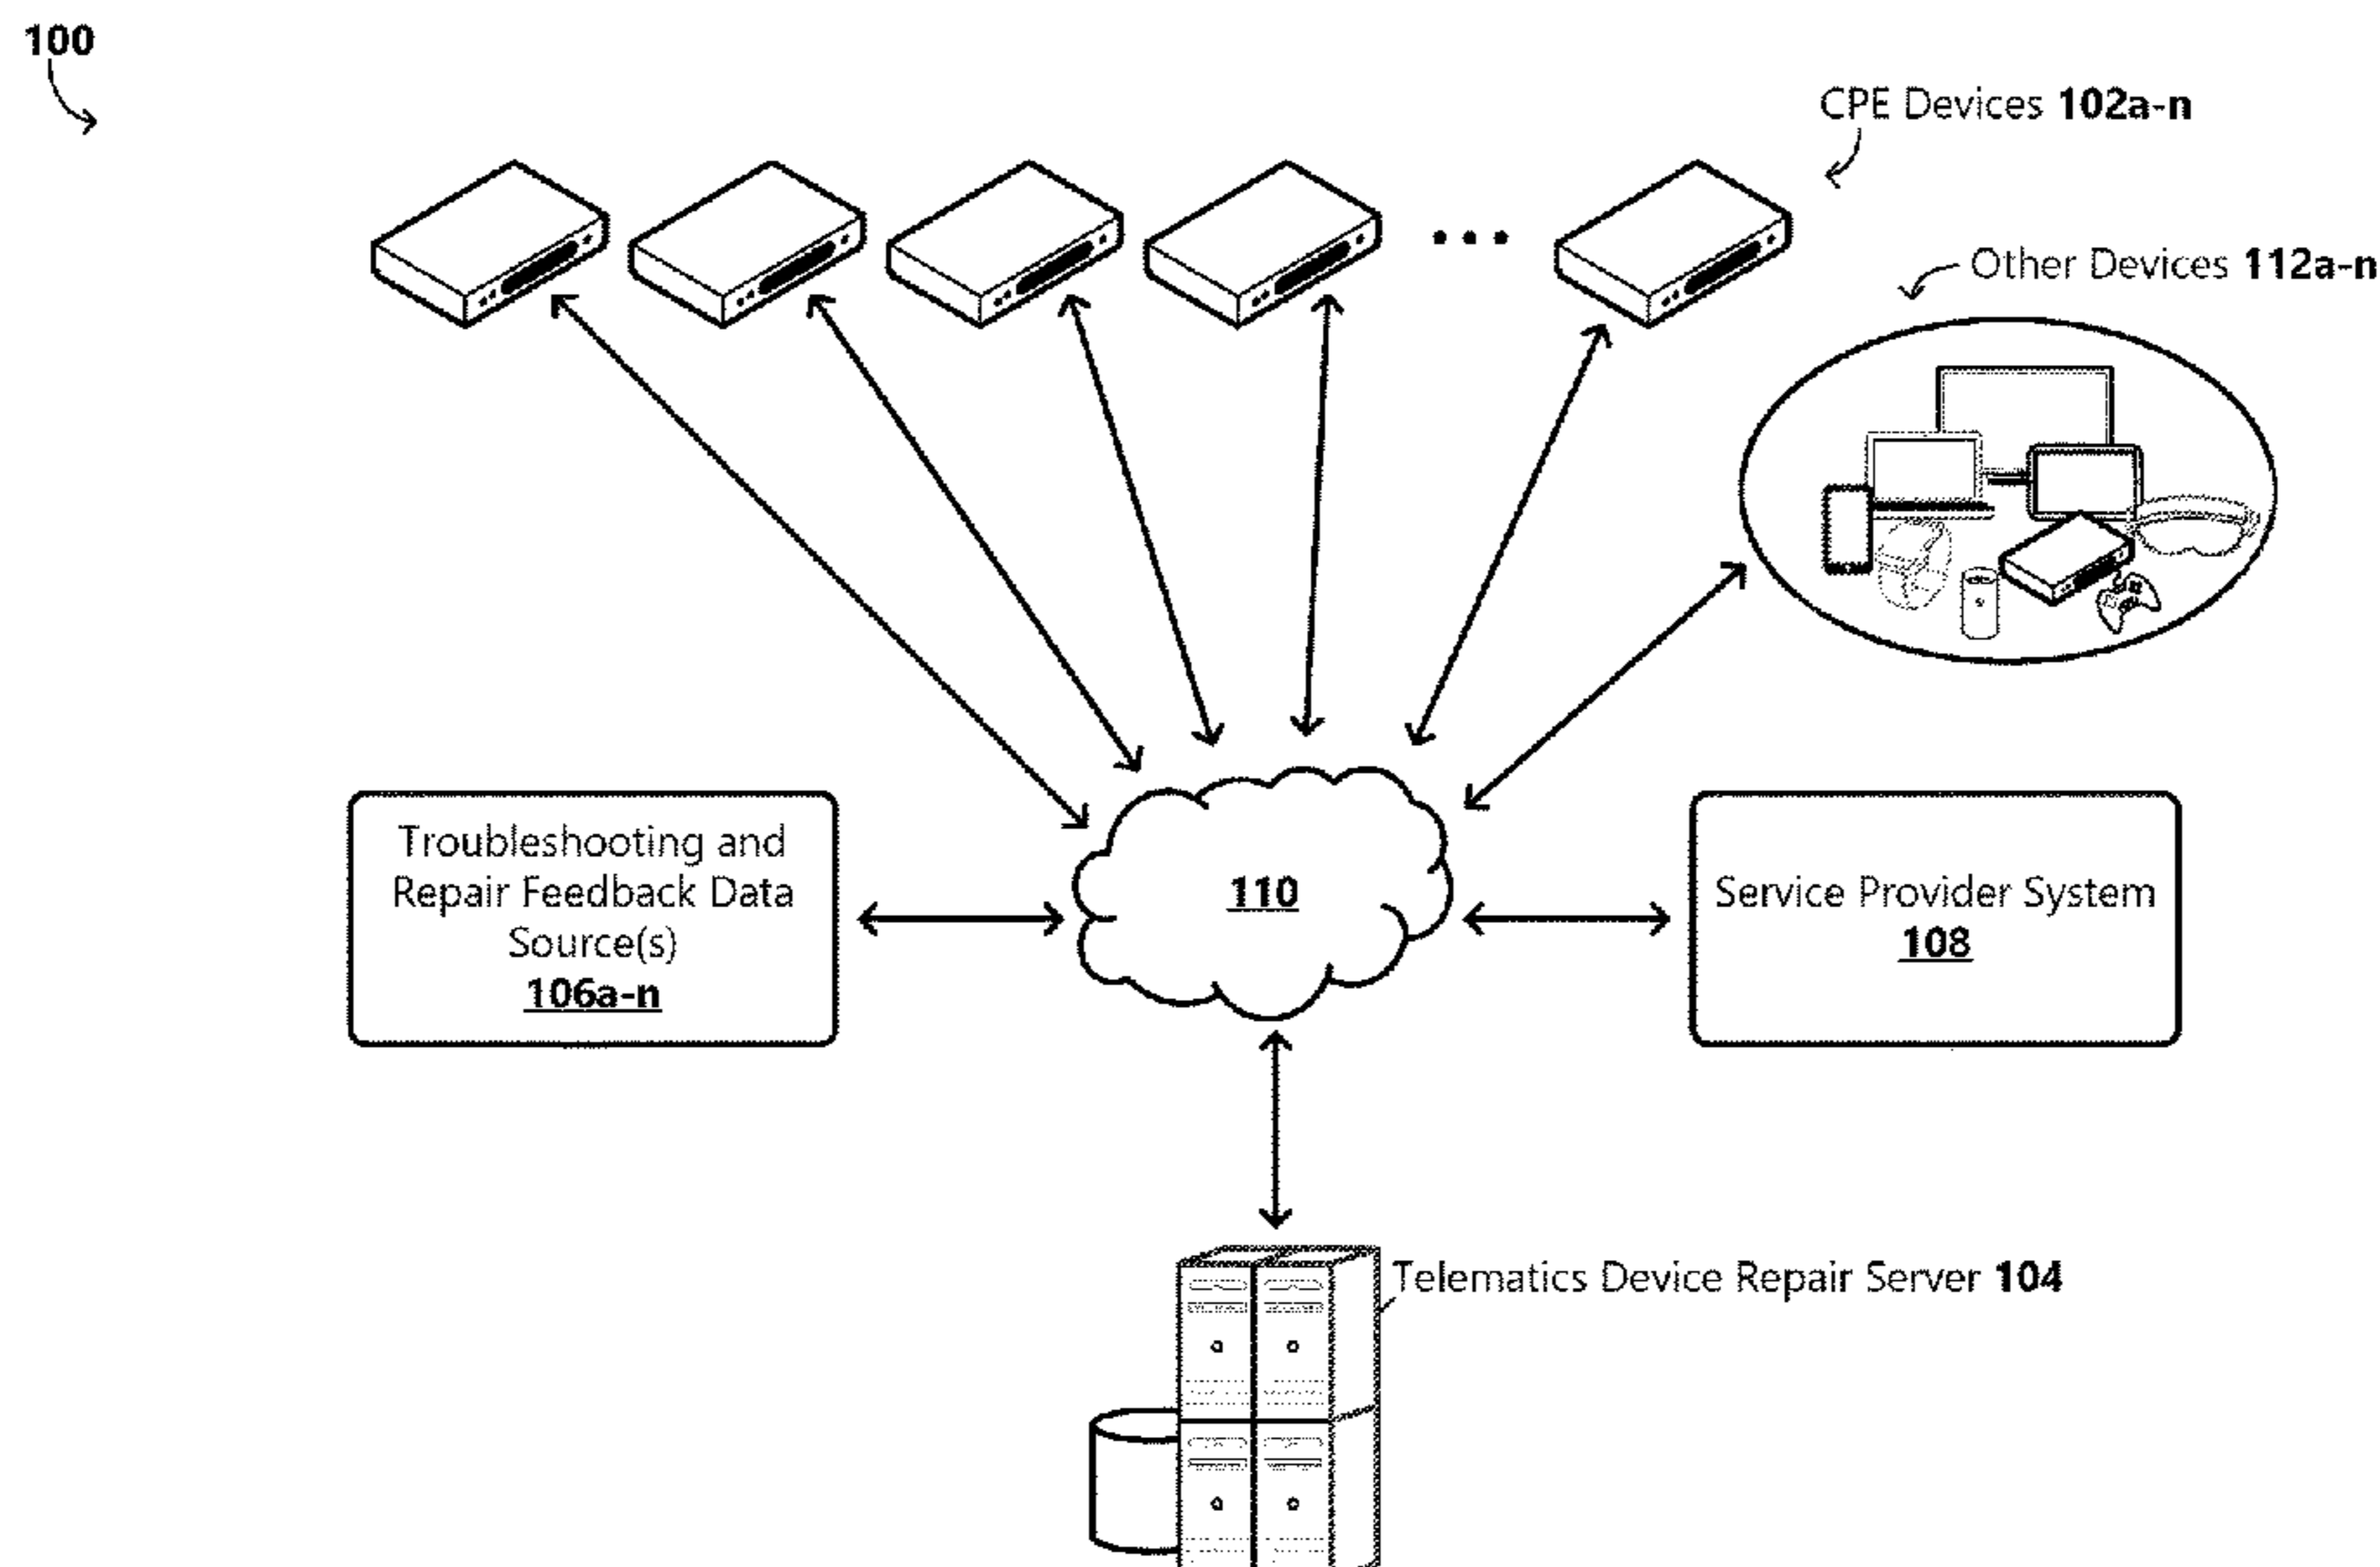 100
CPE Devices 102a-n
Other Devices 112a-n
Troubleshooting and
Repair Feedback Data
Source(s)
106a-n
110
Service Provider System
108
Telematics Device Repair Server 104